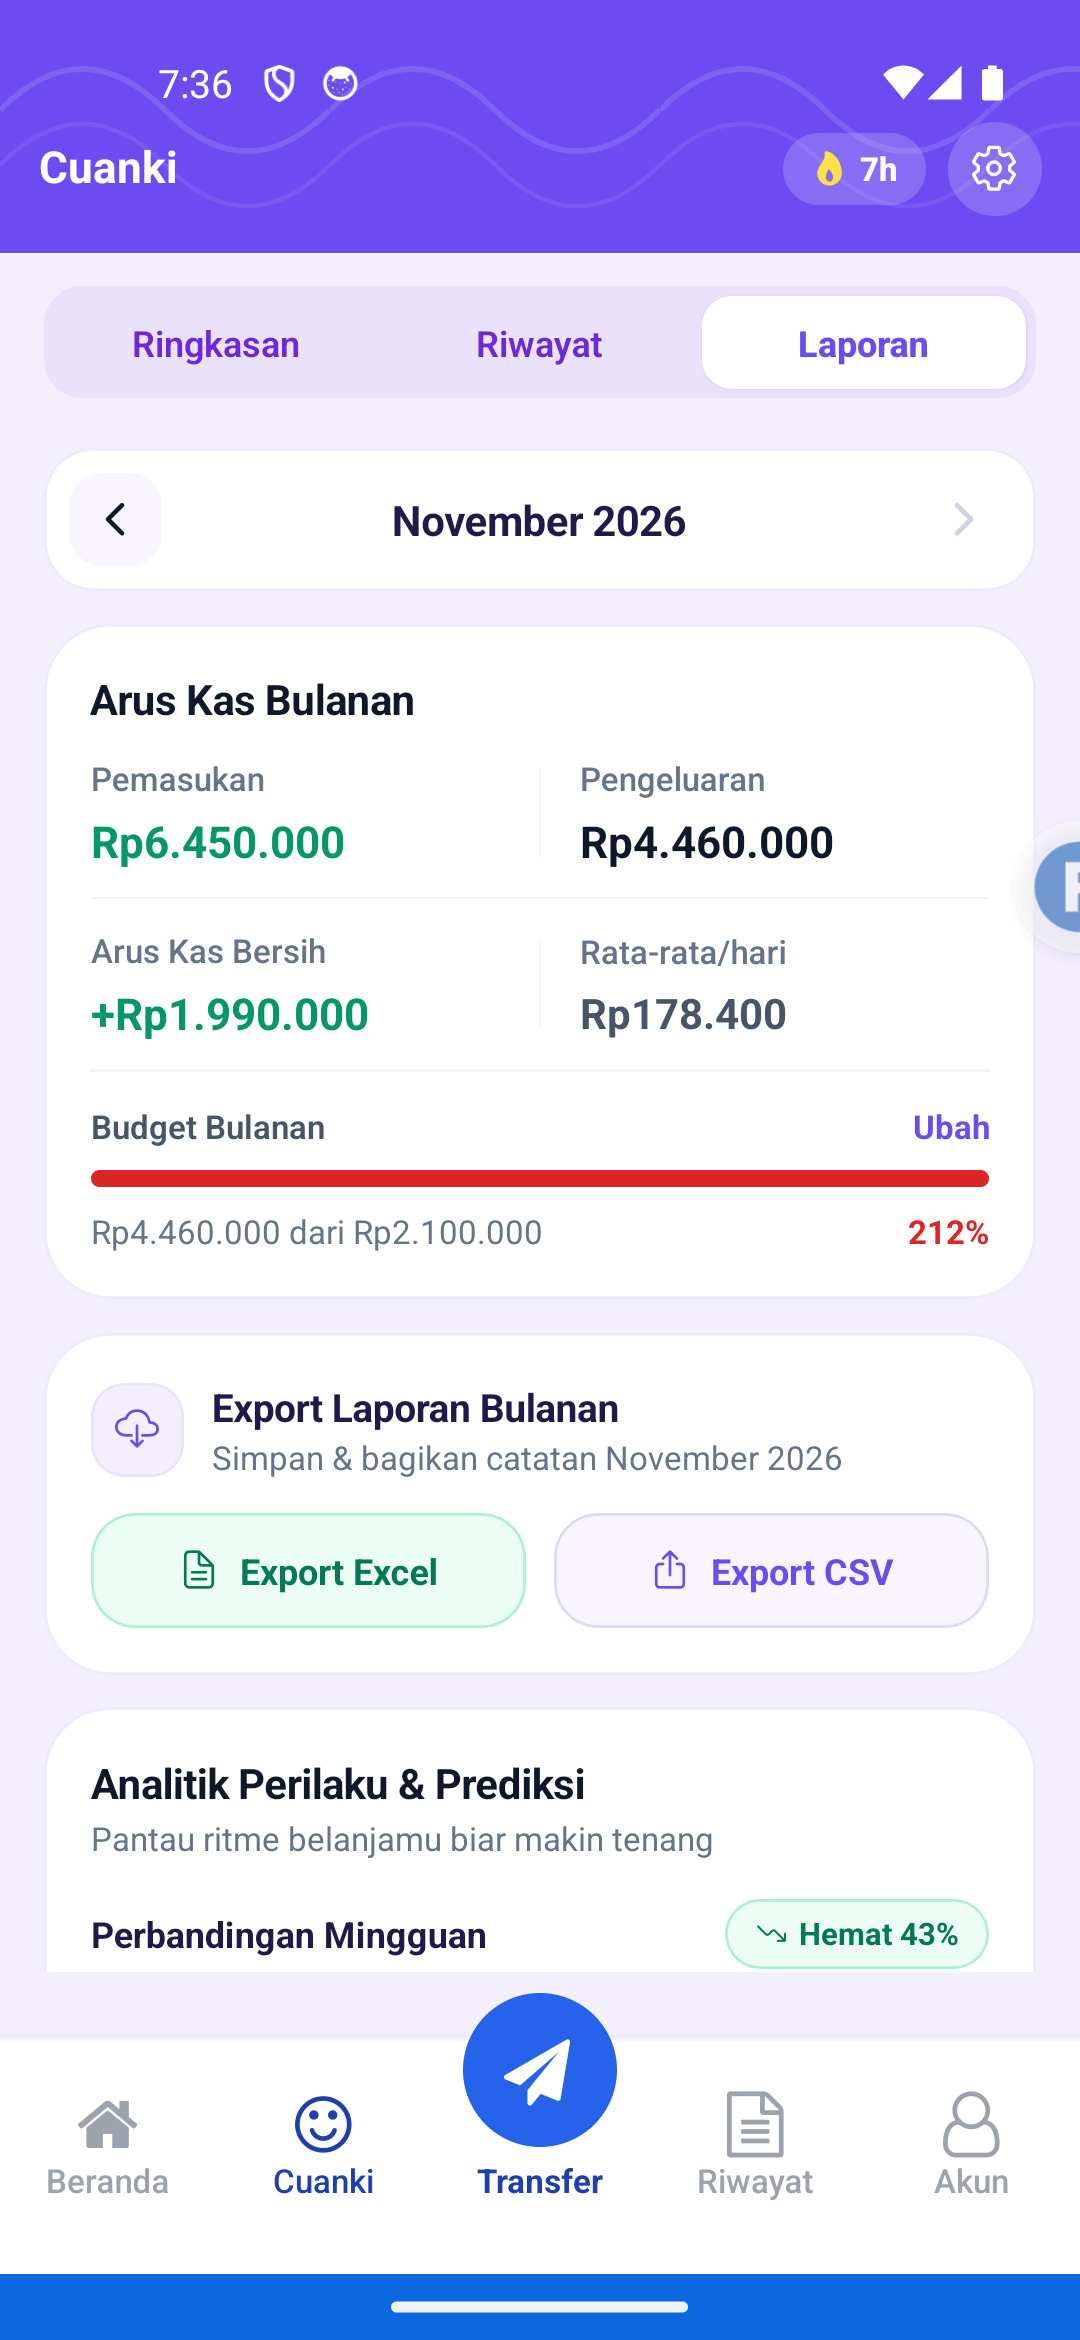 7:36
Cuanki
7h
Ringkasan
Riwayat
Laporan
November 2026
Arus Kas Bulanan
Pemasukan
Pengeluaran
Rp6.450.000
Rp4.460.000
Arus Kas Bersih
Rata-rata/hari
+Rp1.990.000
Rp178.400
Budget Bulanan
Ubah
Rp4.460.000 dari Rp2.100.000
212%
Export Laporan Bulanan
Simpan & bagikan catatan November 2026
Export Excel
Export CSV
Analitik Perilaku & Prediksi
Pantau ritme belanjamu biar makin tenang
Perbandingan Mingguan
Hemat 43%
Beranda
Cuanki
Transfer
Riwayat
Akun